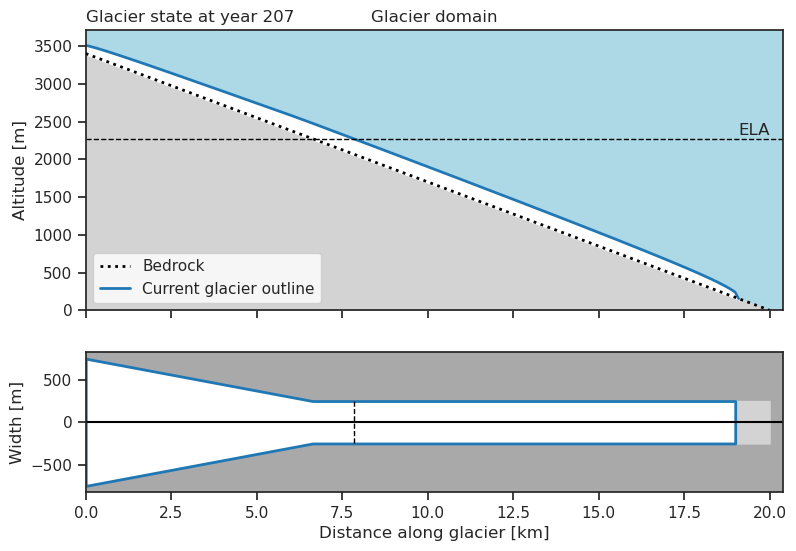 Glacier state at year 207 Glacier domain
3500
3000
2500
2000
1500
1000
500
0
Altitude [m]
ELA
Bedrock
Current glacier outline
500
0
−500
Width [m]
0.0 2.5 5.0 7.5 10.0 12.5 15.0 17.5 20.0
Distance along glacier [km]